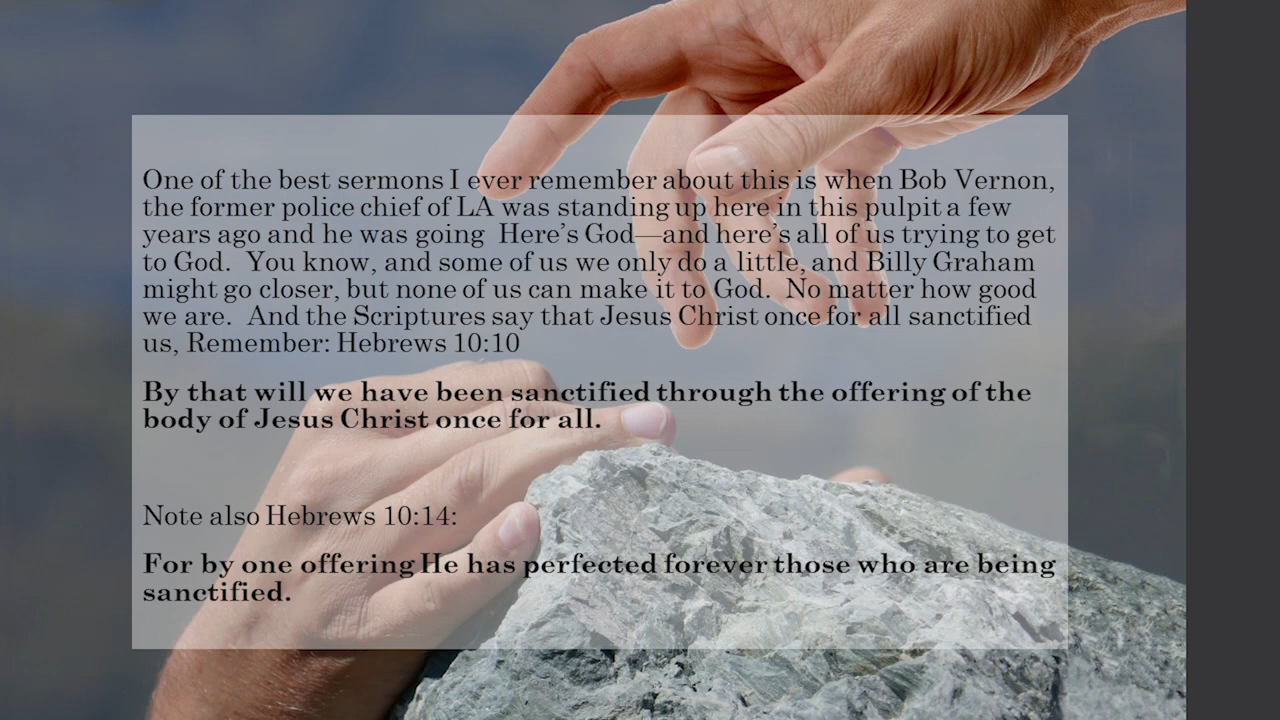 One of the best sermons I ever remember about this is when Bob Vernon,
the former police chief of LA was standing up here in this pulpit a few
years ago and he was going  Here's God—and here's all of us trying to get
to God.  You know, and some of us we only do a little, and Billy Graham
might go closer, but none of us can make it to God.  No matter how good
we are.  And the Scriptures say that Jesus Christ once for all sanctified
us, Remember: Hebrews 10:10
By that will we have been sanctified through the offering of the
body of Jesus Christ once for all.
Note also Hebrews 10:14:
For by one offering He has perfected forever those who are being
sanctified.